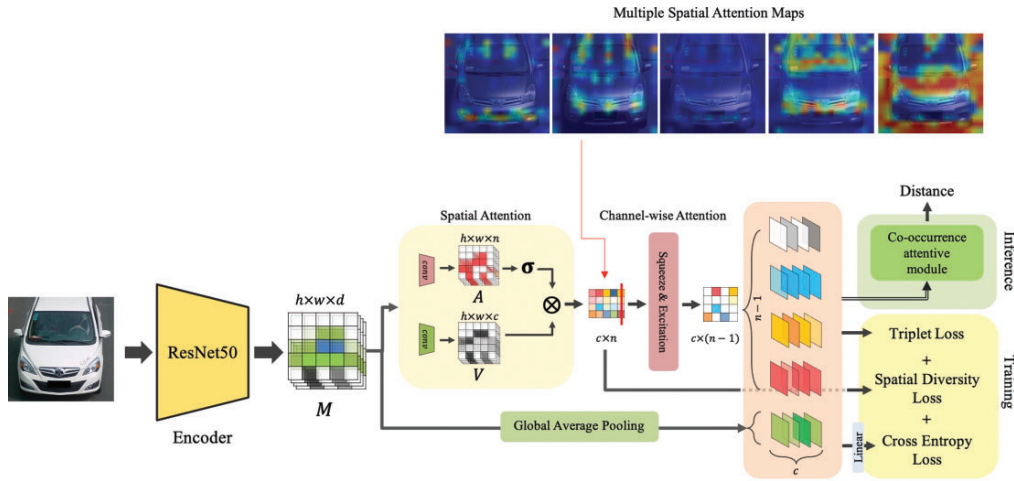 Multiple Spatial Attention Maps
Spatial Attention
Channel-wise Attention
Distance
h×w×n
conv
A
σ
⊗
h×w×c
conv
V
h×w×d
M
ResNet50
Encoder
c×n
Squeeze & Excitation
c×(n−1)
n − 1
Co-occurrence
attentive
module
Inference
Triplet Loss
+
Spatial Diversity
Loss
+
Cross Entropy
Loss
Training
Global Average Pooling
Linear
c